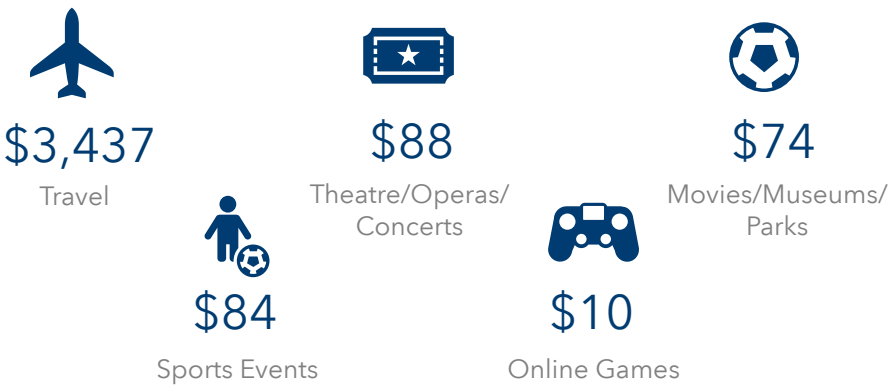 $3,437
Travel
$88
Theatre/Operas/
Concerts
$74
Movies/Museums/
Parks
$84
Sports Events
$10
Online Games